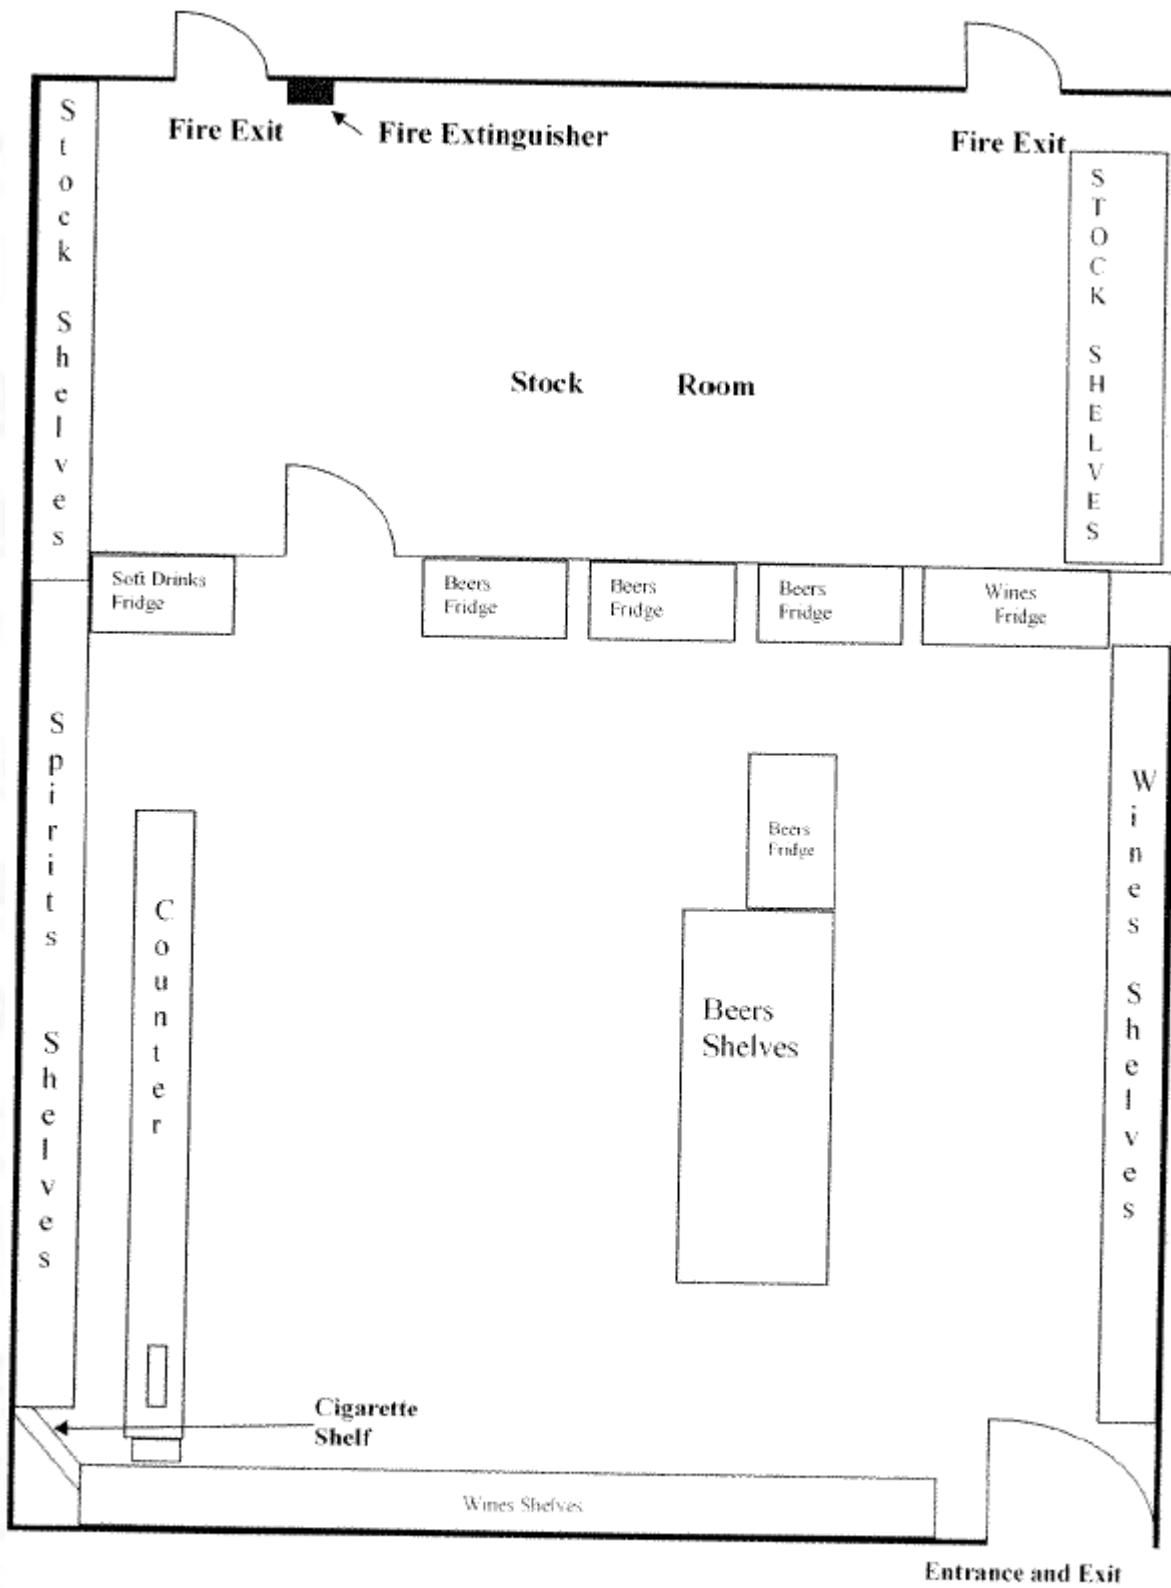 Fire Exit
Fire Extinguisher
Fire Exit
Stock Shelves
STOCK SHELVES
Stock Room
Soft Drinks
Fridge
Beers
Fridge
Beers
Fridge
Beers
Fridge
Wines
Fridge
Spirits Shelves
Counter
Beers
Fridge
Beers
Shelves
Wines Shelves
Cigarette
Shelf
Wines Shelves
Entrance and Exit